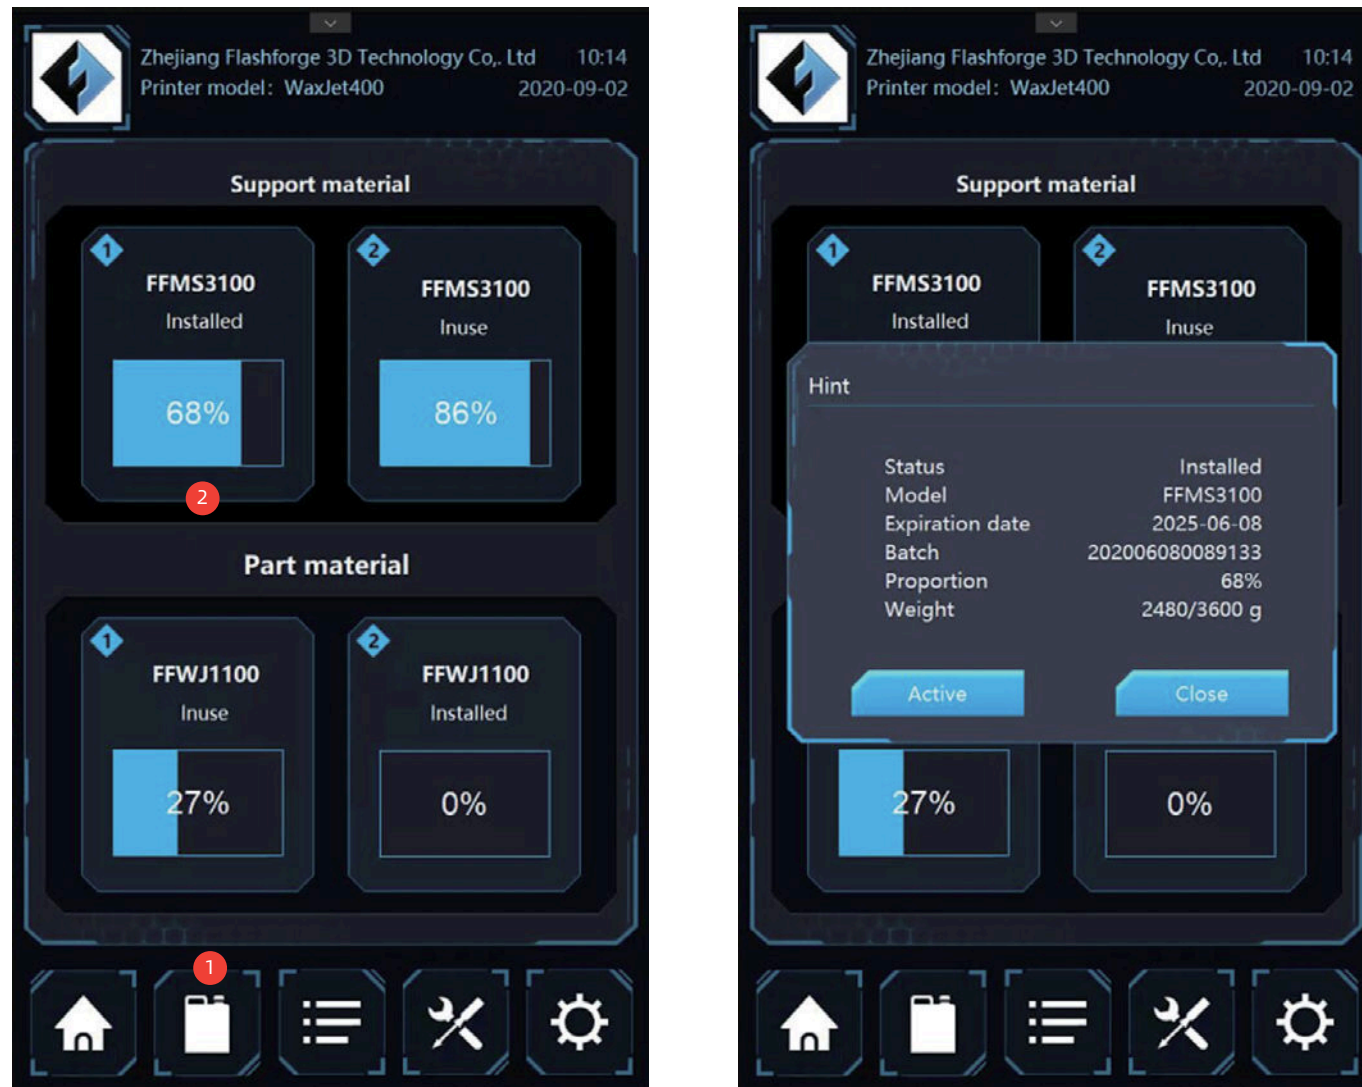 Zhejiang Flashforge 3D Technology Co,. Ltd 10:14
Printer model: WaxJet400 2020-09-02
Support material
1 2
FFMS3100 FFMS3100
Installed Inuse
68% 86%
2
Part material
1 2
FFWJ1100 FFWJ1100
Inuse Installed
27% 0%
1
Zhejiang Flashforge 3D Technology Co,. Ltd 10:14
Printer model: WaxJet400 2020-09-02
Support material
1 2
FFMS3100 FFMS3100
Installed Inuse
Hint
Status Installed
Model FFMS3100
Expiration date 2025-06-08
Batch 202006080089133
Proportion 68%
Weight 2480/3600 g
Active Close
27% 0%